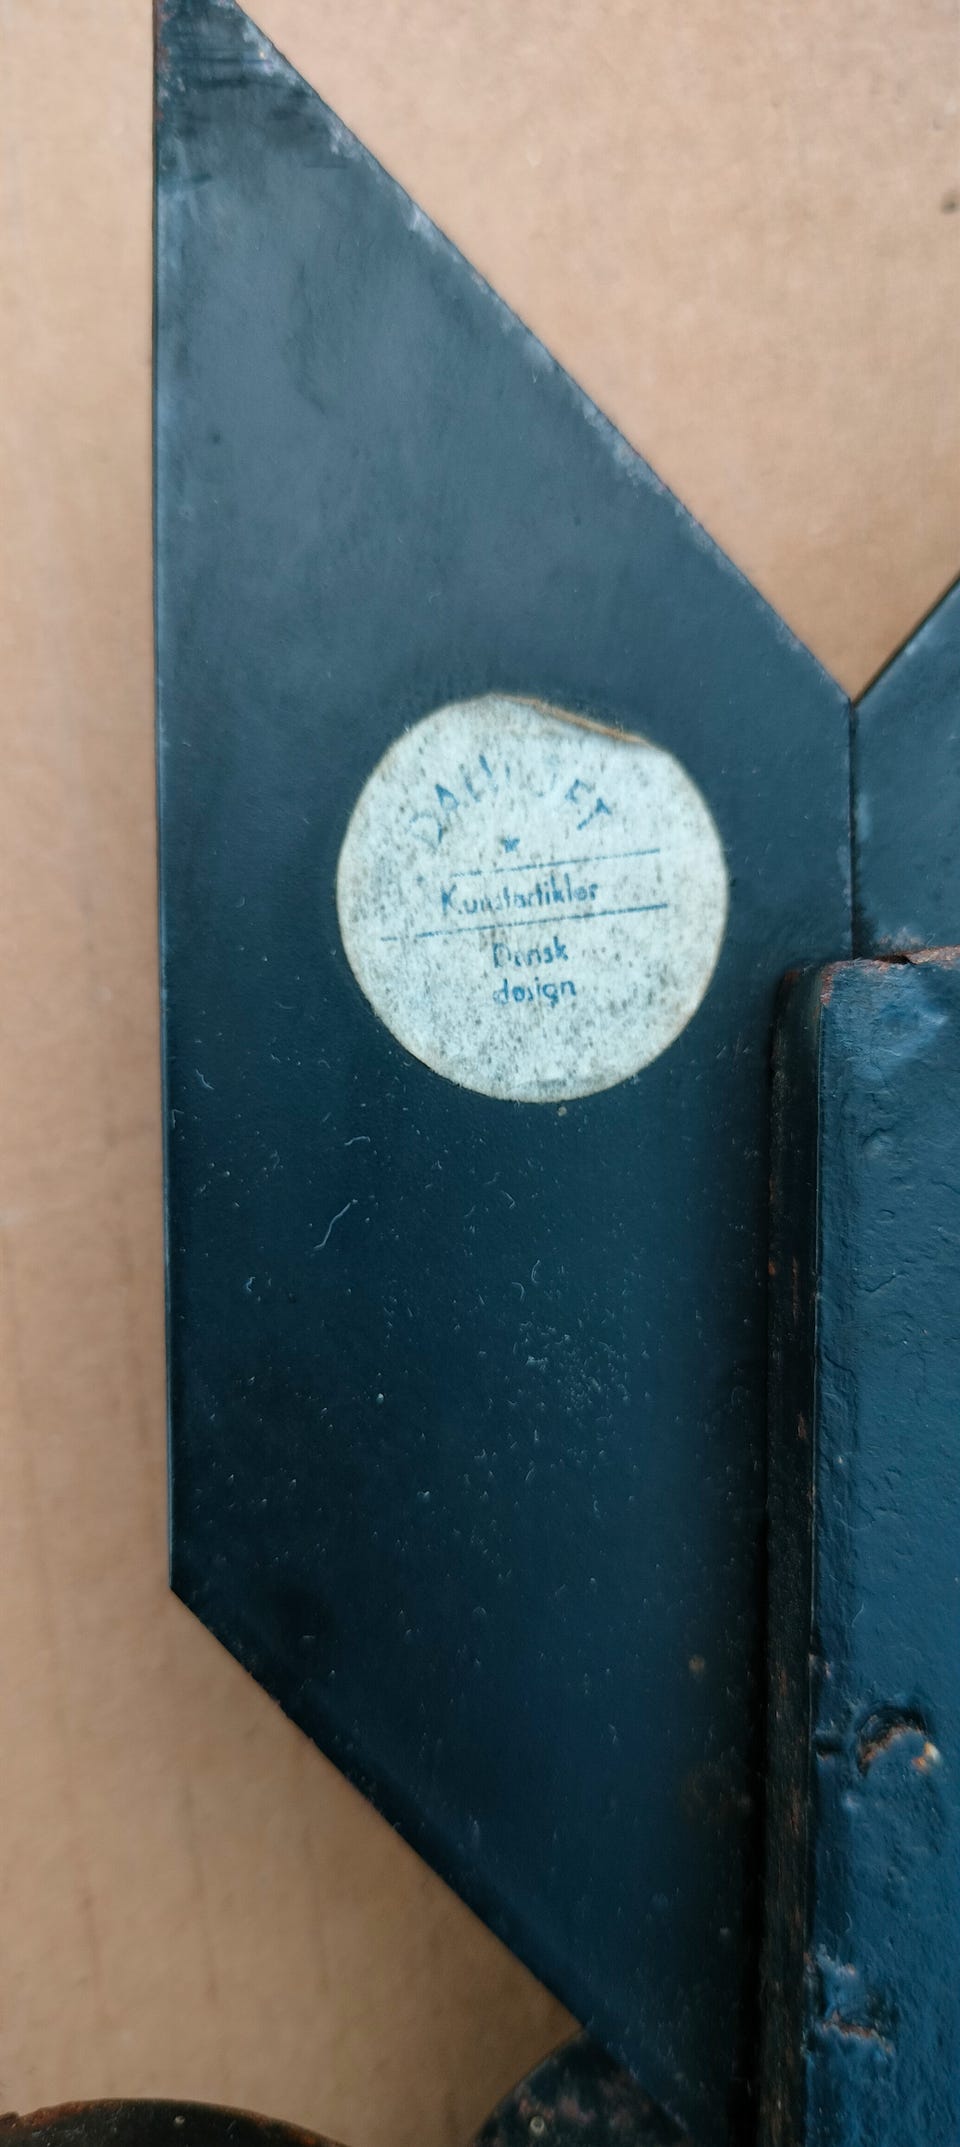 Kunstartikler
Dansk
design